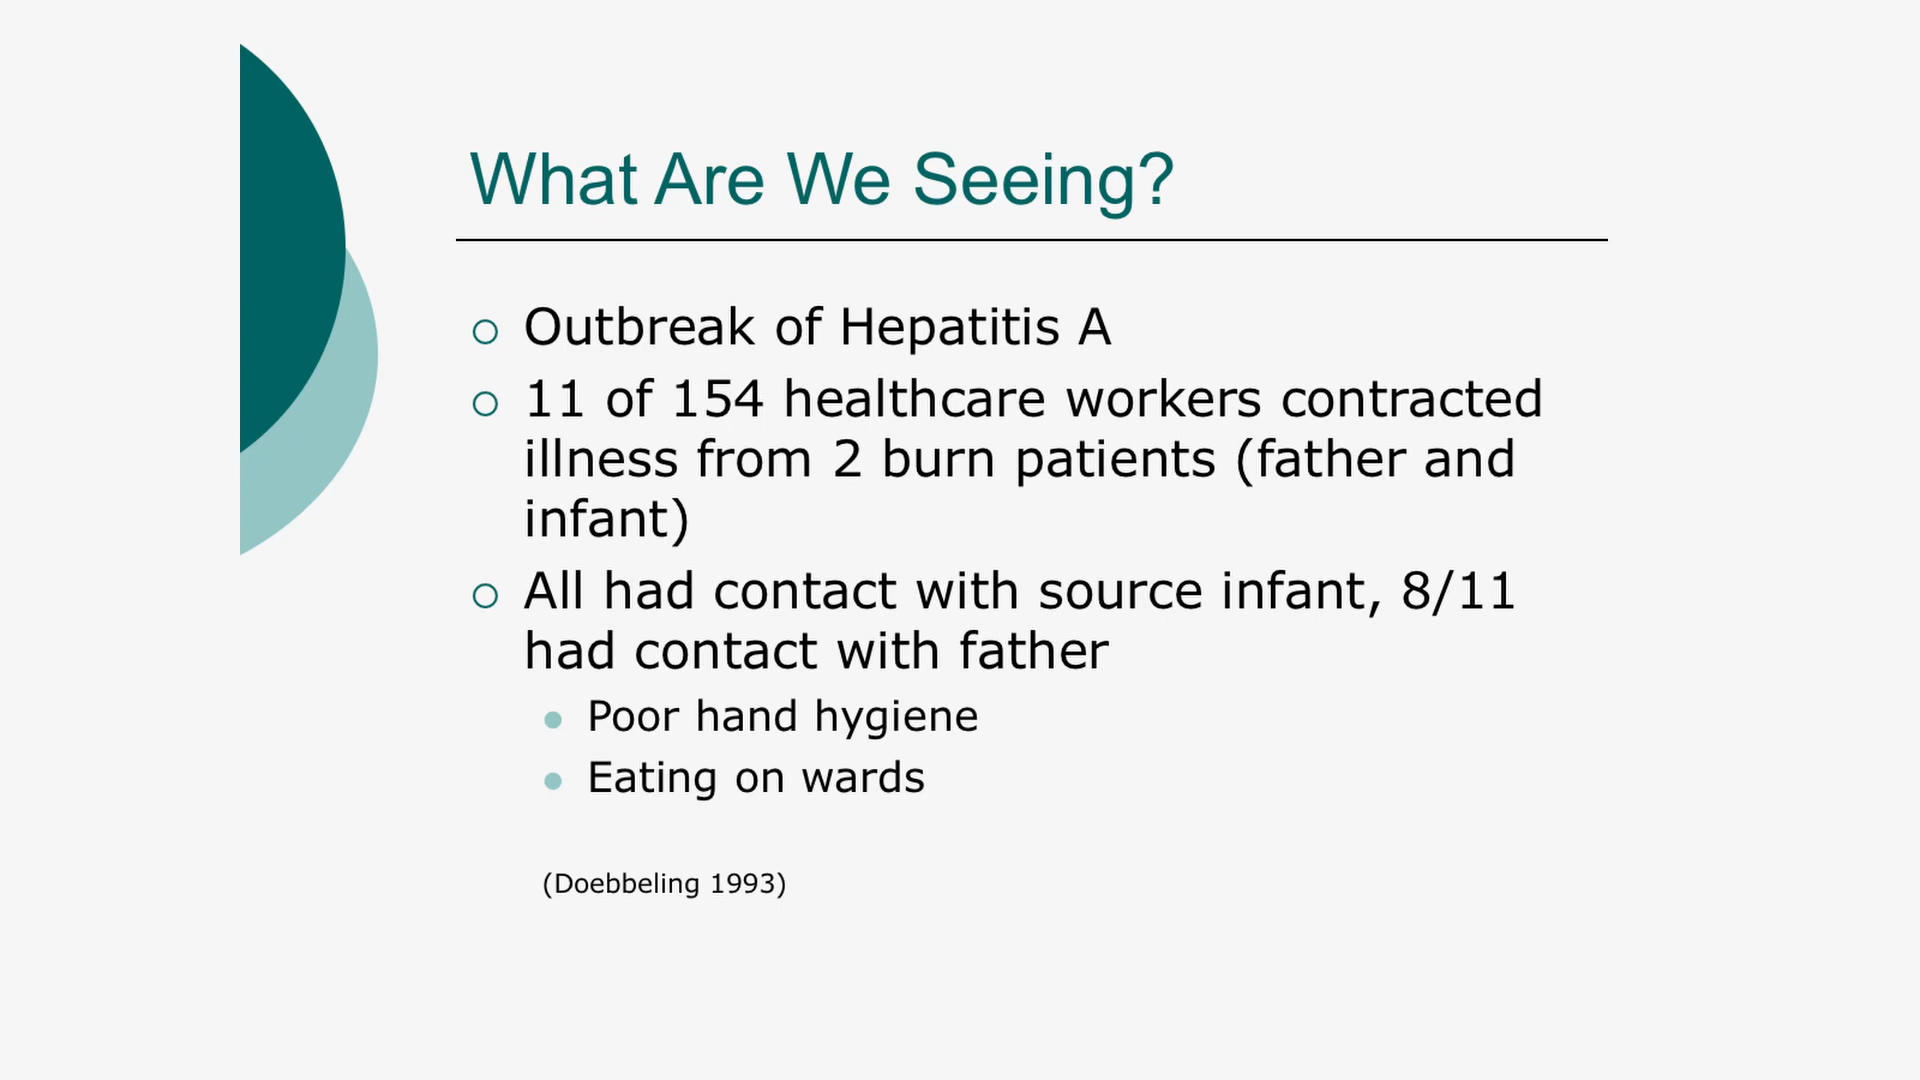 What Are We Seeing?
Outbreak of Hepatitis A
11 of 154 healthcare workers contracted
illness from 2 burn patients (father and
infant)
All had contact with source infant, 8/11
had contact with father
Poor hand hygiene
Eating on wards
(Doebbeling 1993)